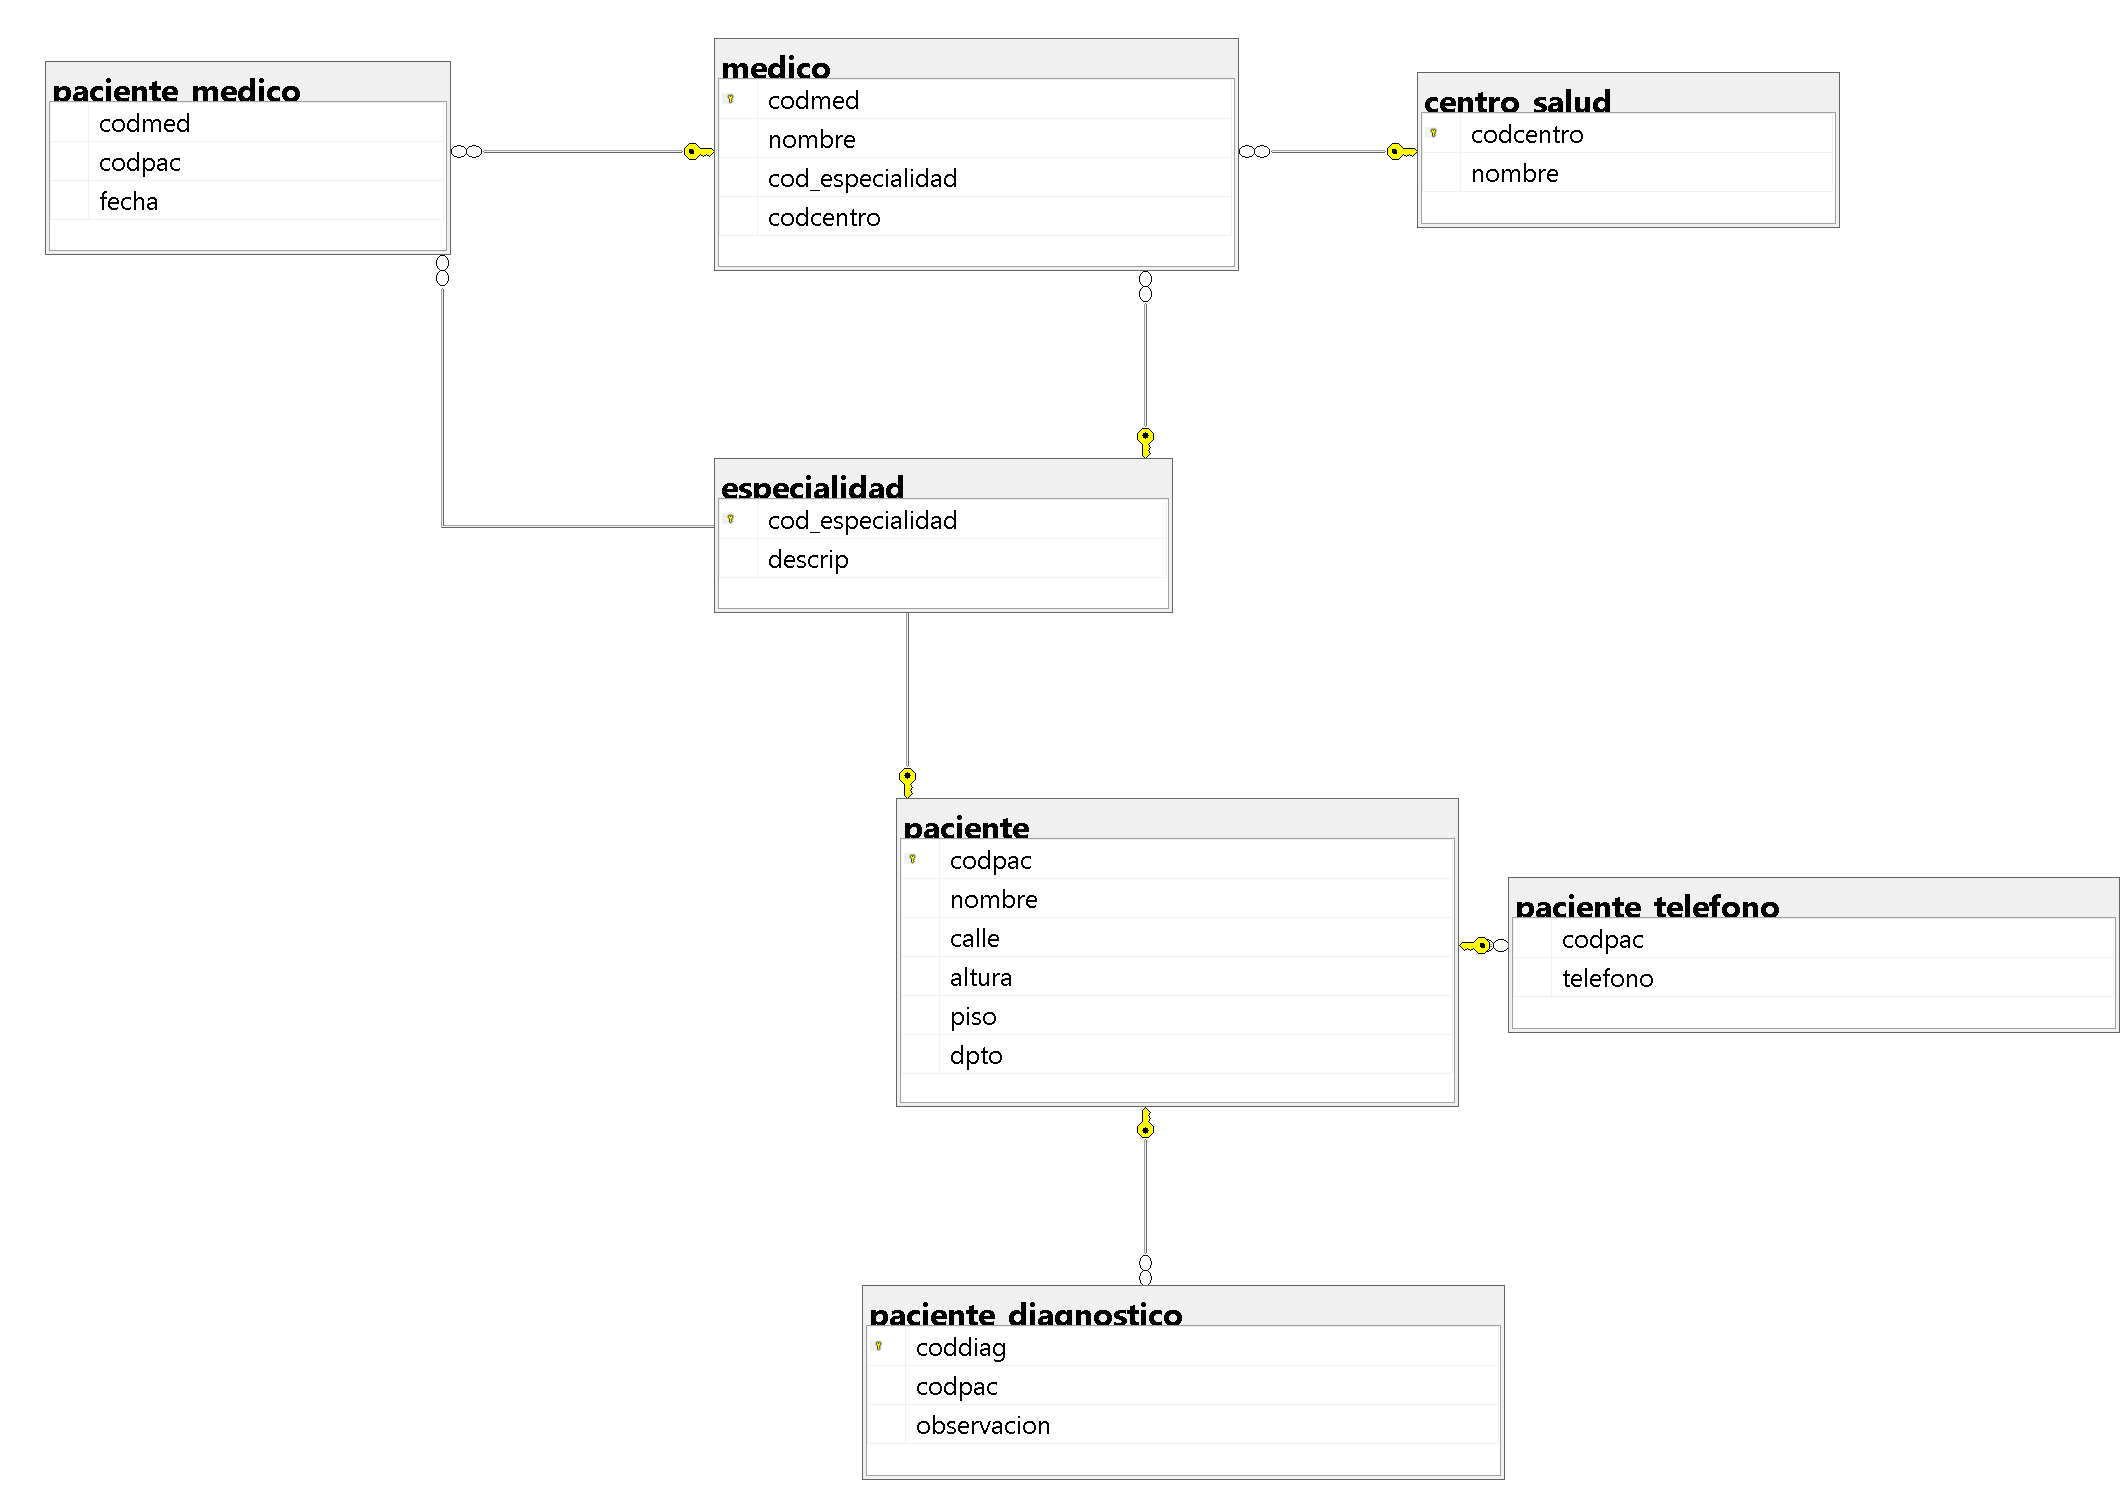 paciente_medico
codmed
codpac
fecha
medico
codmed
nombre
cod_especialidad
codcentro
centro_salud
codcentro
nombre
especialidad
cod_especialidad
descrip
paciente
codpac
nombre
calle
altura
piso
dpto
paciente_telefono
codpac
telefono
paciente_diagnostico
coddiag
codpac
observacion